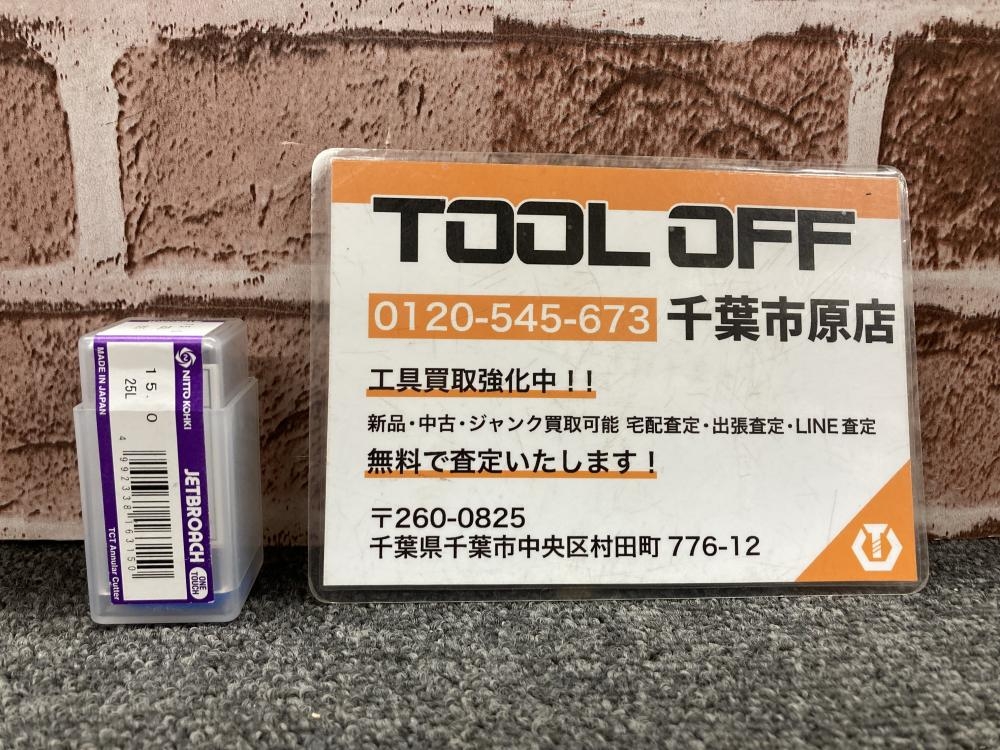 NITTO KOHKI
MADE IN JAPAN
15.0
25L
4 992338 163150
JETBROACH
ONE TOUCH
TCT Annular Cutter
TOOL OFF
0120-545-673 千葉市原店
工具買取強化中！！
新品・中古・ジャンク買取可能 宅配査定・出張査定・LINE査定
無料で査定いたします！
〒260-0825
千葉県千葉市中央区村田町 776-12